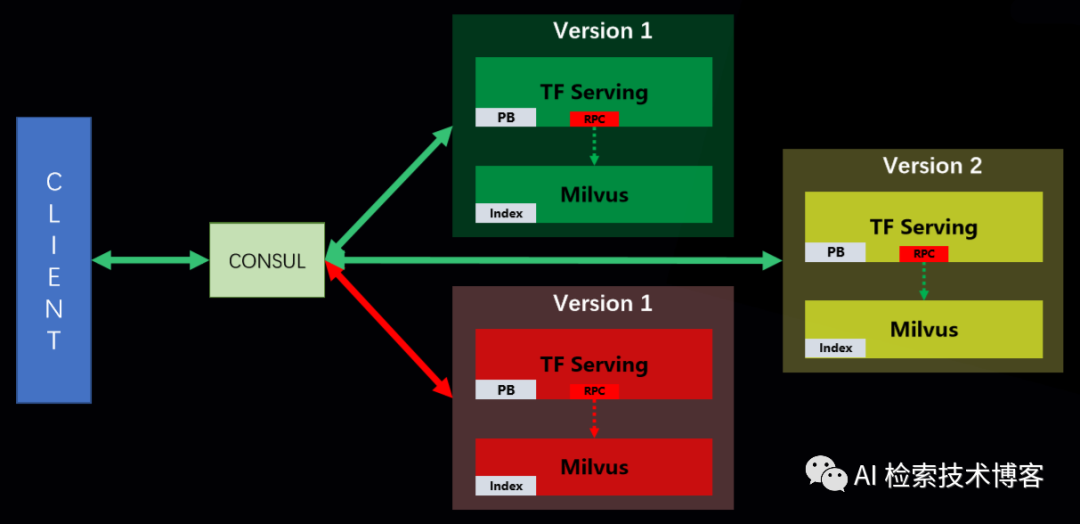 CLIENT
CONSUL
Version 1
TF Serving
PB
RPC
Milvus
Index
Version 2
TF Serving
PB
RPC
Milvus
Index
Version 1
TF Serving
PB
RPC
Milvus
Index
AI 检索技术博客